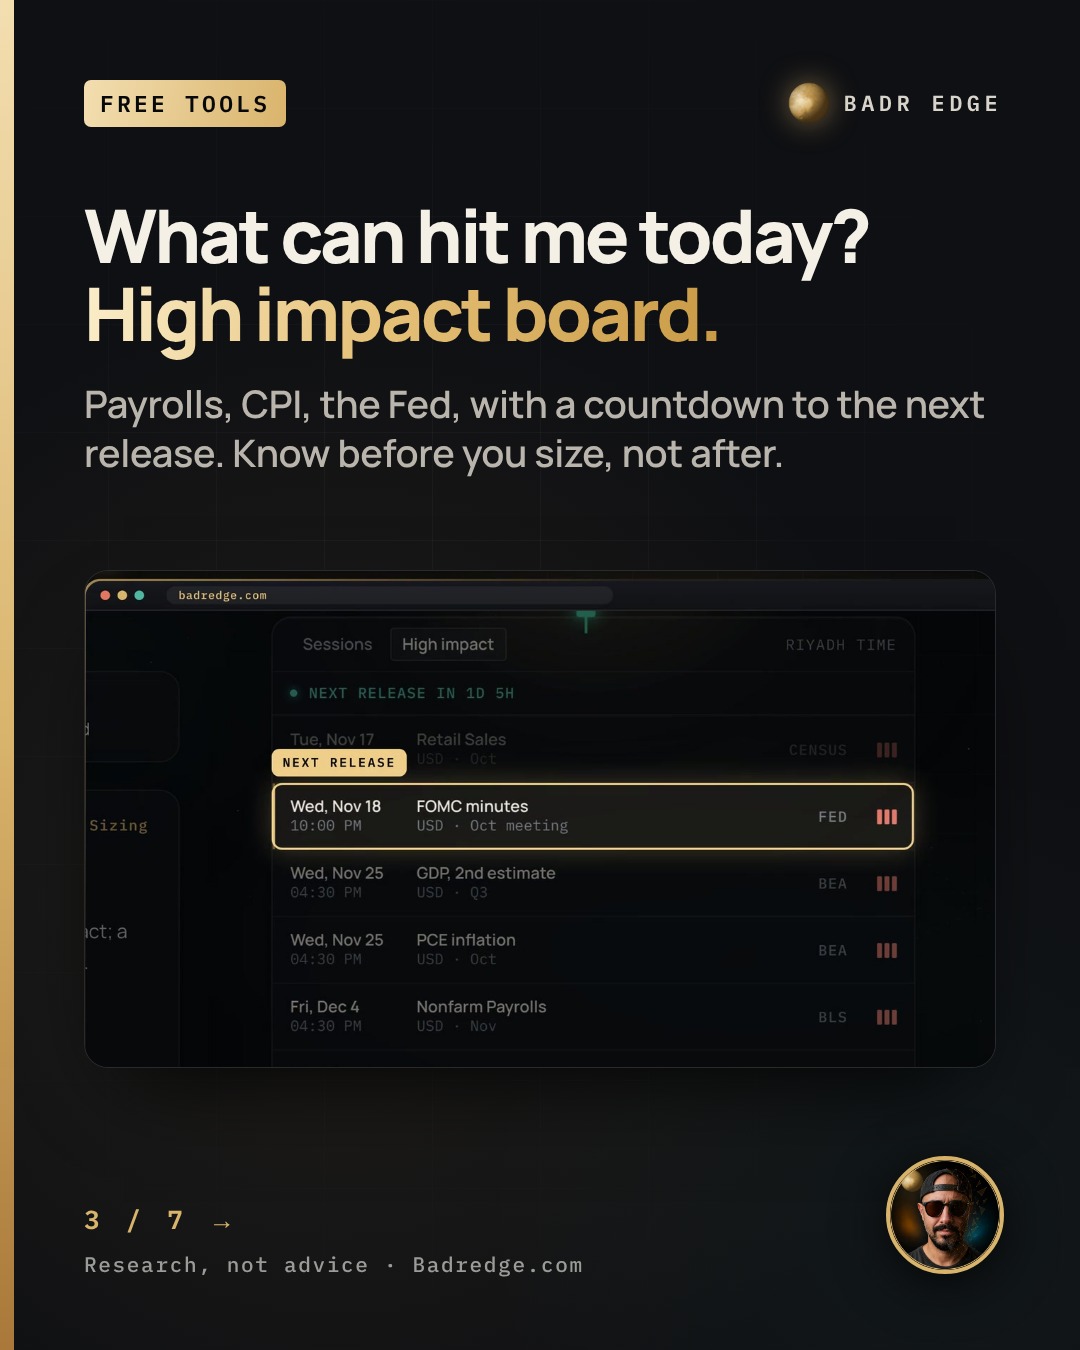 FREE TOOLS
BADR EDGE
What can hit me today?
High impact board.
Payrolls, CPI, the Fed, with a countdown to the next
release. Know before you size, not after.
badredge.com
Sessions
High impact
RIYADH TIME
NEXT RELEASE IN 1D 5H
Tue, Nov 17
Retail Sales
USD · Oct
CENSUS
NEXT RELEASE
Wed, Nov 18
FOMC minutes
10:00 PM
USD · Oct meeting
FED
Wed, Nov 25
GDP, 2nd estimate
04:30 PM
USD · Q3
BEA
Wed, Nov 25
PCE inflation
04:30 PM
USD · Oct
BEA
Fri, Dec 4
Nonfarm Payrolls
04:30 PM
USD · Nov
BLS
Sizing
a
3 / 7 →
Research, not advice · Badredge.com